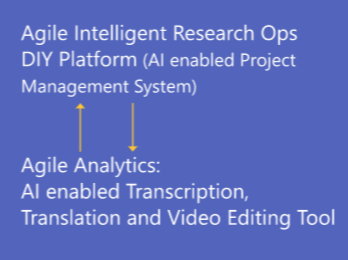 Agile Intelligent Research Ops
DIY Platform (AI enabled Project
Management System)
Agile Analytics:
AI enabled Transcription,
Translation and Video Editing Tool